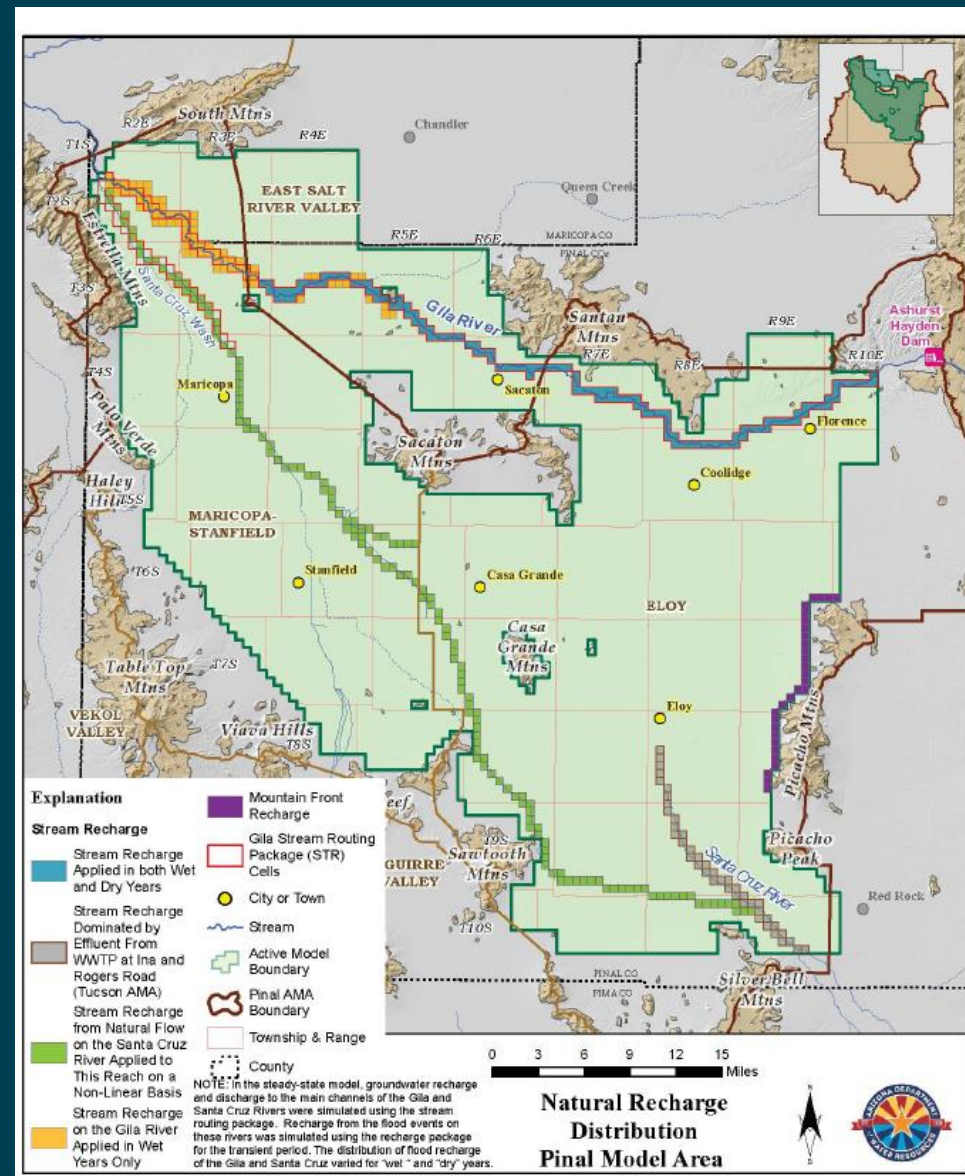 South Mtns
Chandler
R2E
R3E
R4E
T1S
EAST SALT
RIVER VALLEY
Queen Creek
T2S
R5E
R6E
MARICOPA CO
PINAL CO
Estrella Mtns
Santa Cruz Wash
T3S
Gila River
Santan
Mtns
R7E
R8E
R9E
R10E
Ashurst
Hayden
Dam
T4S
Maricopa
Sacaton
Palo Verde
Mtns
Sacaton
Mtns
Florence
Coolidge
Haley
Hills
T5S
MARICOPA-
STANFIELD
T6S
Stanfield
Casa Grande
ELOY
Casa
Grande
Mtns
Table Top
Mtns
T7S
VEKOL
VALLEY
Eloy
Picacho Mtns
Viava Hills
T8S
Picacho
Peak
T9S
Sawtooth
Mtns
Santa Cruz River
Red Rock
T10S
PINAL CO
PIMA CO
Silver Bell
Mtns
Explanation
Stream Recharge
Stream Recharge
Applied in both Wet
and Dry Years
Stream Recharge
Dominated by
Effluent From
WWTP at Ina and
Rogers Road
(Tucson AMA)
Stream Recharge
from Natural Flow
on the Santa Cruz
River Applied to
This Reach on a
Non-Linear Basis
Stream Recharge
on the Gila River
Applied in Wet
Years Only
Mountain Front
Recharge
Gila Stream Routing
Package (STR)
Cells
City or Town
Stream
Active Model
Boundary
Pinal AMA
Boundary
Township & Range
County
NOTE: In the steady-state model, groundwater recharge
and discharge to the main channels of the Gila and
Santa Cruz Rivers were simulated using the stream
routing package. Recharge from the flood events on
these rivers was simulated using the recharge package
for the transient period. The distribution of flood recharge
of the Gila and Santa Cruz varied for "wet " and "dry" years.
0 3 6 9 12 15
Miles
Natural Recharge
Distribution
Pinal Model Area
N
ARIZONA DEPARTMENT
OF WATER RESOURCES